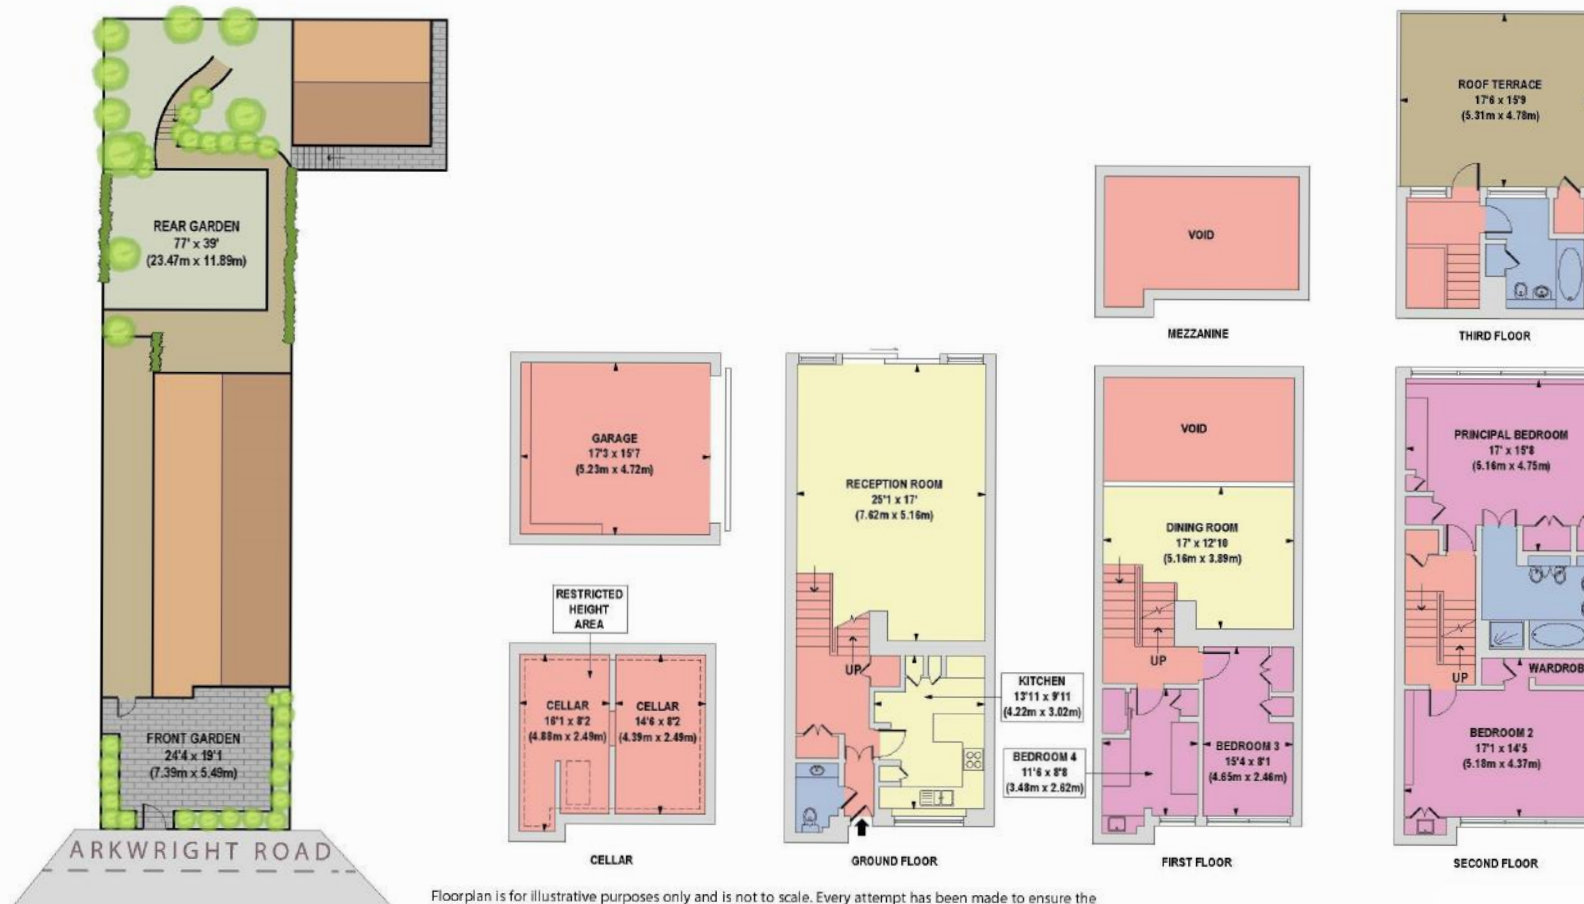 REAR GARDEN
77' x 39'
(23.47m x 11.89m)
FRONT GARDEN
24'4 x 19'1
(7.39m x 5.49m)
ARKWRIGHT ROAD
GARAGE
17'3 x 15'7
(5.23m x 4.72m)
RESTRICTED
HEIGHT
AREA
CELLAR
16'1 x 8'2
(4.88m x 2.49m)
CELLAR
14'6 x 8'2
(4.39m x 2.49m)
CELLAR
RECEPTION ROOM
25'1 x 17'
(7.62m x 5.16m)
UP
KITCHEN
13'11 x 9'11
(4.22m x 3.02m)
GROUND FLOOR
VOID
MEZZANINE
VOID
DINING ROOM
17' x 12'10
(5.16m x 3.89m)
UP
BEDROOM 4
11'6 x 8'8
(3.48m x 2.62m)
BEDROOM 3
15'4 x 8'1
(4.65m x 2.46m)
FIRST FLOOR
ROOF TERRACE
17'6 x 15'9
(5.31m x 4.78m)
THIRD FLOOR
PRINCIPAL BEDROOM
17' x 15'8
(5.16m x 4.75m)
UP
WARDROB
BEDROOM 2
17'1 x 14'5
(5.18m x 4.37m)
SECOND FLOOR
Floorplan is for illustrative purposes only and is not to scale. Every attempt has been made to ensure the